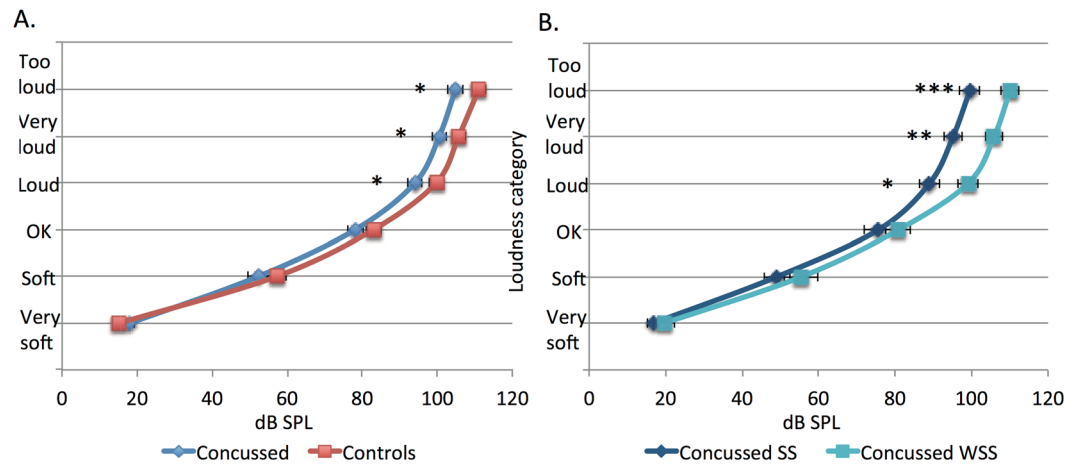 A.
Too
loud
Very
loud
Loud
OK
Soft
Very
soft
*
*
*
0 20 40 60 80 100 120
dB SPL
Concussed Controls
B.
Loudness category
Too
loud
Very
loud
Loud
OK
Soft
Very
soft
***
**
*
0 20 40 60 80 100 120
dB SPL
Concussed SS Concussed WSS